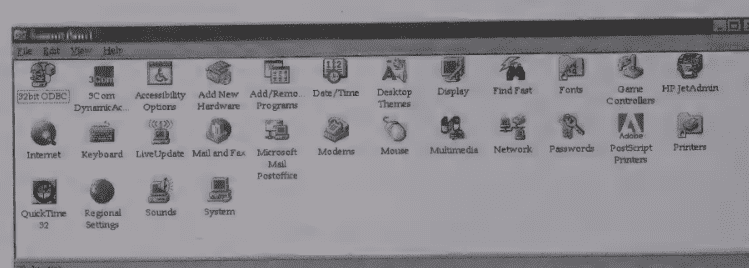 File Edit View Help
32bit ODBC
3Com
3Com DynamicAc...
Accessibility Options
Add New Hardware
Add/Remo... Programs
Date/Time
Desktop Themes
Display
Find Fast
Fonts
Game Controllers
HP JetAdmin
Internet
Keyboard
LiveUpdate
Mail and Fax
Microsoft Mail Postoffice
Modems
Mouse
Multimedia
Network
Passwords
Adobe
PostScript Printers
Printers
QuickTime 32
Regional Settings
Sounds
System